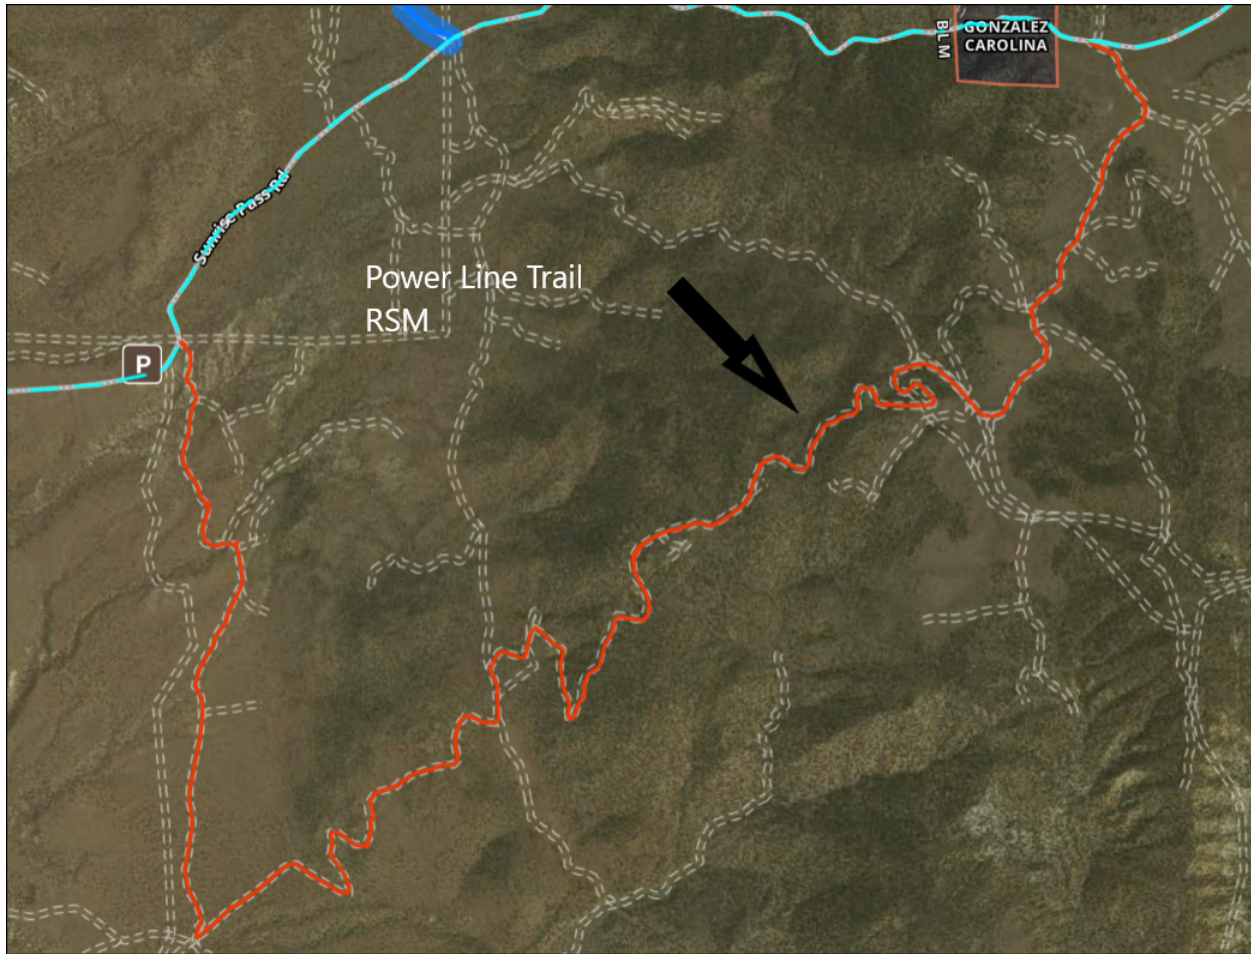 GONZALEZ
CAROLINA
BLM
Sunrise Pass Rd
Power Line Trail
RSM
P